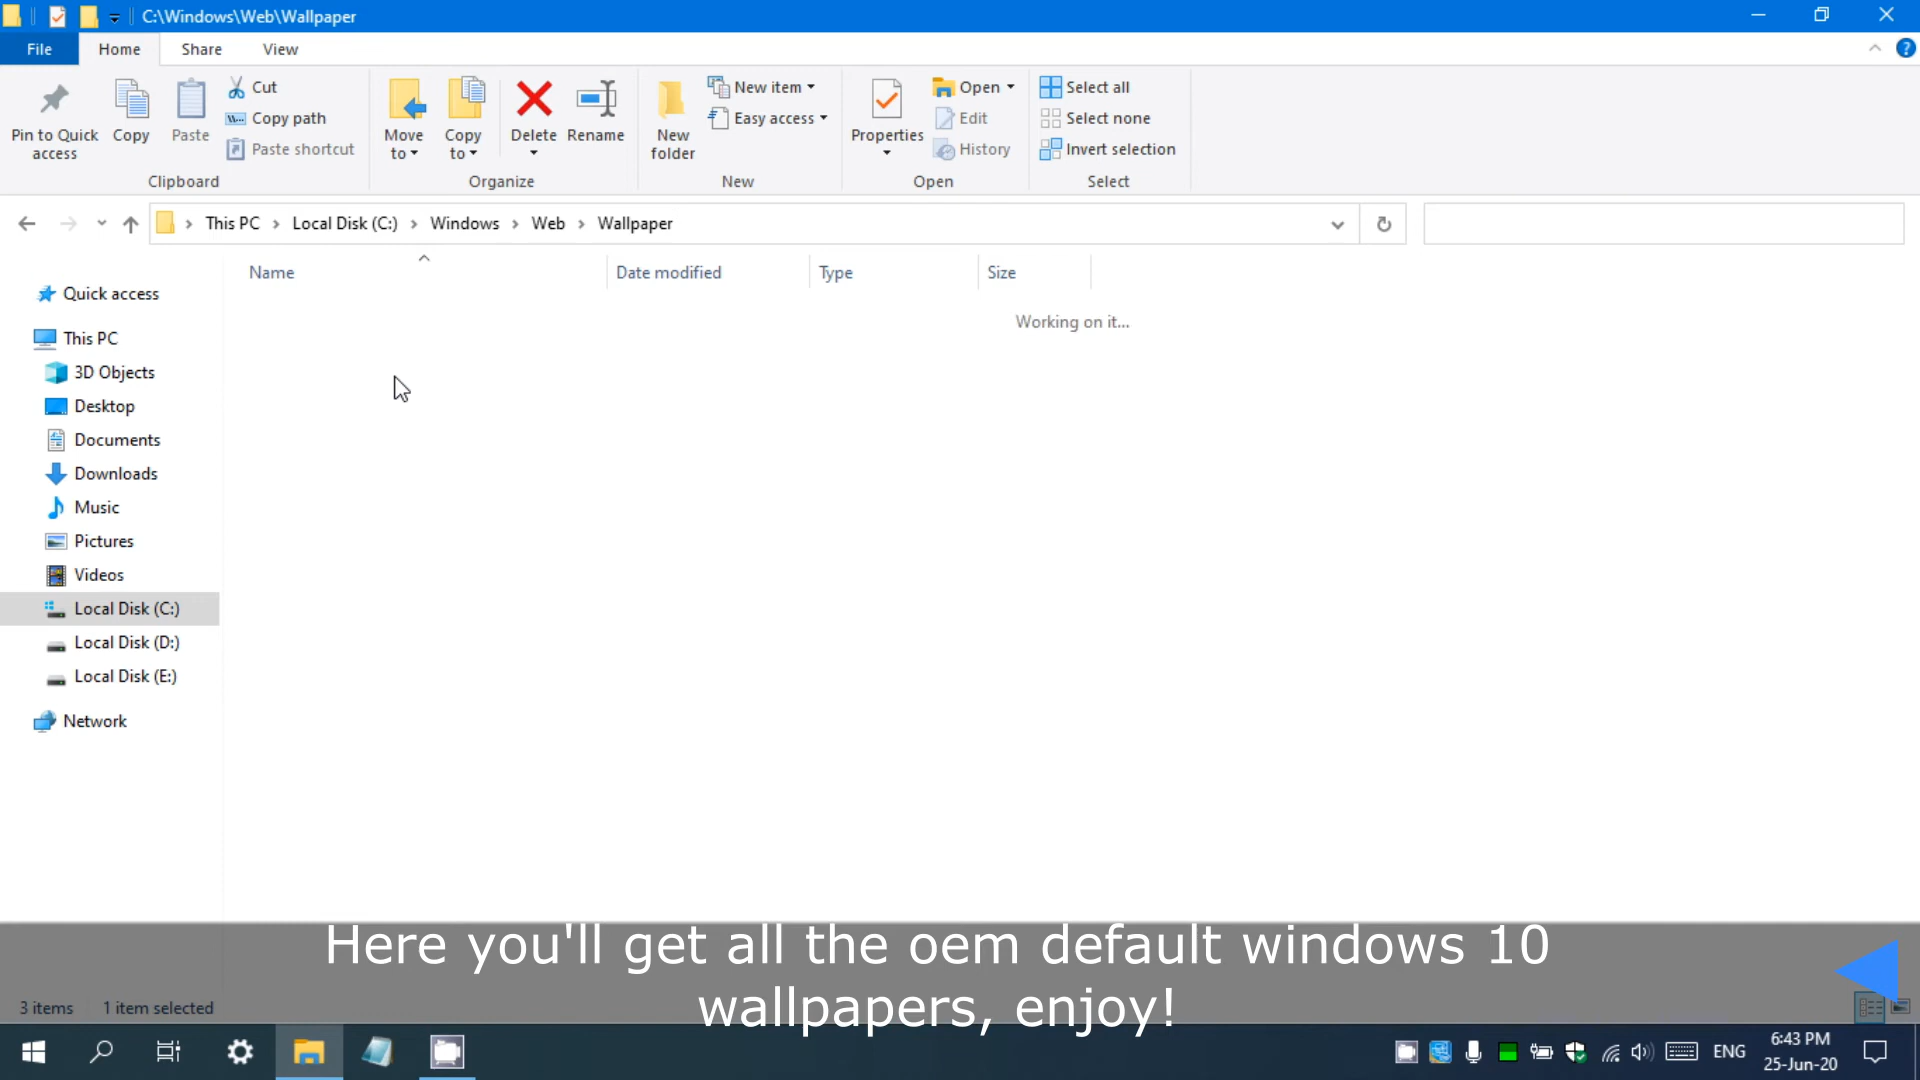 C:\Windows\Web\Wallpaper
File Home Share View
Pin to Quick access
Copy
Paste
Cut
Copy path
Paste shortcut
Clipboard
Move to
Copy to
Delete
Rename
Organize
New folder
New item
Easy access
New
Properties
Open
Edit
History
Open
Select all
Select none
Invert selection
Select
This PC > Local Disk (C:) > Windows > Web > Wallpaper
Name Date modified Type Size
Working on it...
Quick access
This PC
3D Objects
Desktop
Documents
Downloads
Music
Pictures
Videos
Local Disk (C:)
Local Disk (D:)
Local Disk (E:)
Network
Here you'll get all the oem default windows 10
wallpapers, enjoy!
3 items 1 item selected
ENG
6:43 PM
25-Jun-20